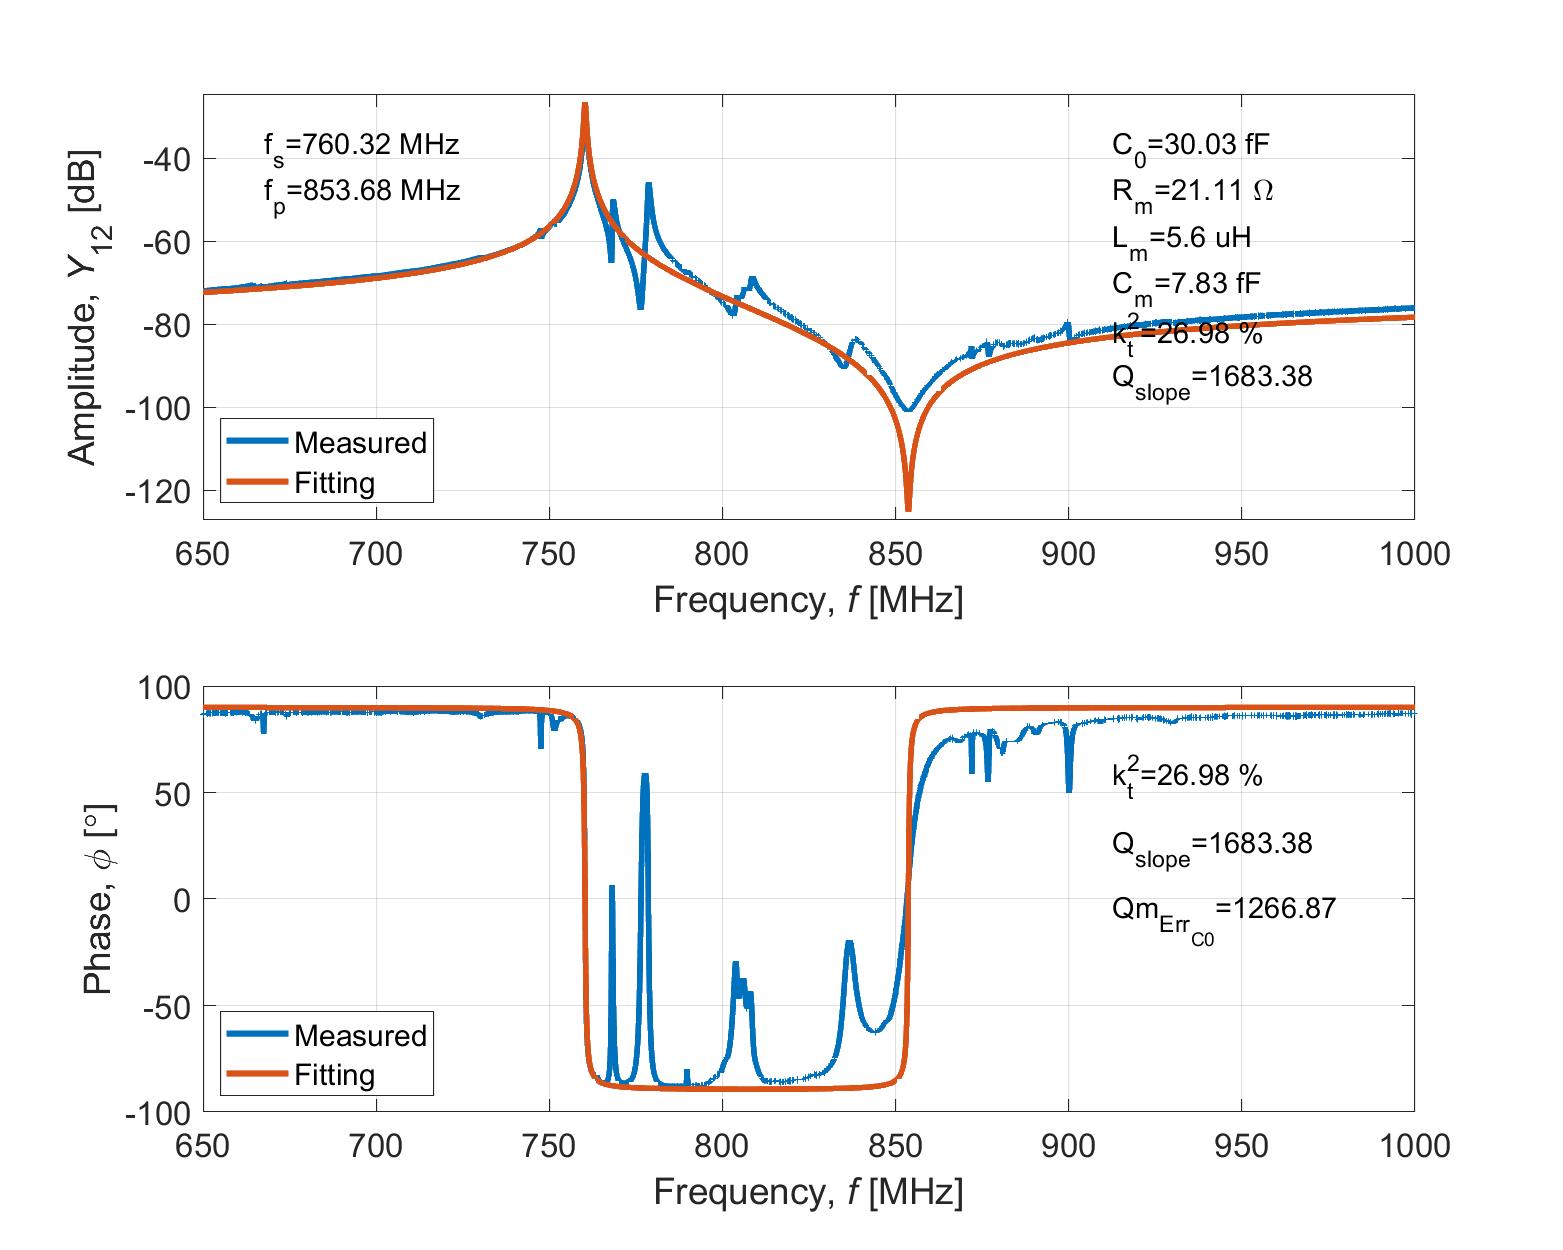 f_s=760.32 MHz
f_p=853.68 MHz
C_0=30.03 fF
R_m=21.11 Ω
L_m=5.6 uH
C_m=7.83 fF
k_t^2=26.98 %
Q_slope=1683.38
Amplitude, Y_12 [dB]
-40
-60
-80
-100
-120
Measured
Fitting
650 700 750 800 850 900 950 1000
Frequency, f [MHz]
Phase, ϕ [°]
100
50
0
-50
-100
k_t^2=26.98 %
Q_slope=1683.38
Qm_Err_C0 =1266.87
Measured
Fitting
650 700 750 800 850 900 950 1000
Frequency, f [MHz]